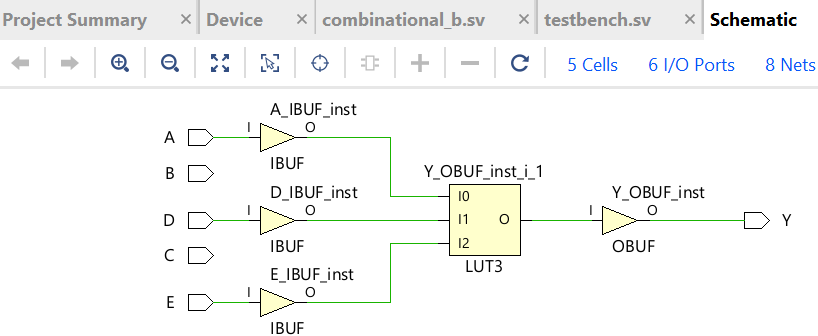 Project Summary × Device × combinational_b.sv × testbench.sv × Schematic
5 Cells 6 I/O Ports 8 Nets
A_IBUF_inst
A I O
IBUF
B
Y_OBUF_inst_i_1
D_IBUF_inst
Y_OBUF_inst
I0
D I O I1 O I O Y
IBUF
I2
OBUF
C
LUT3
E_IBUF_inst
E I O
IBUF